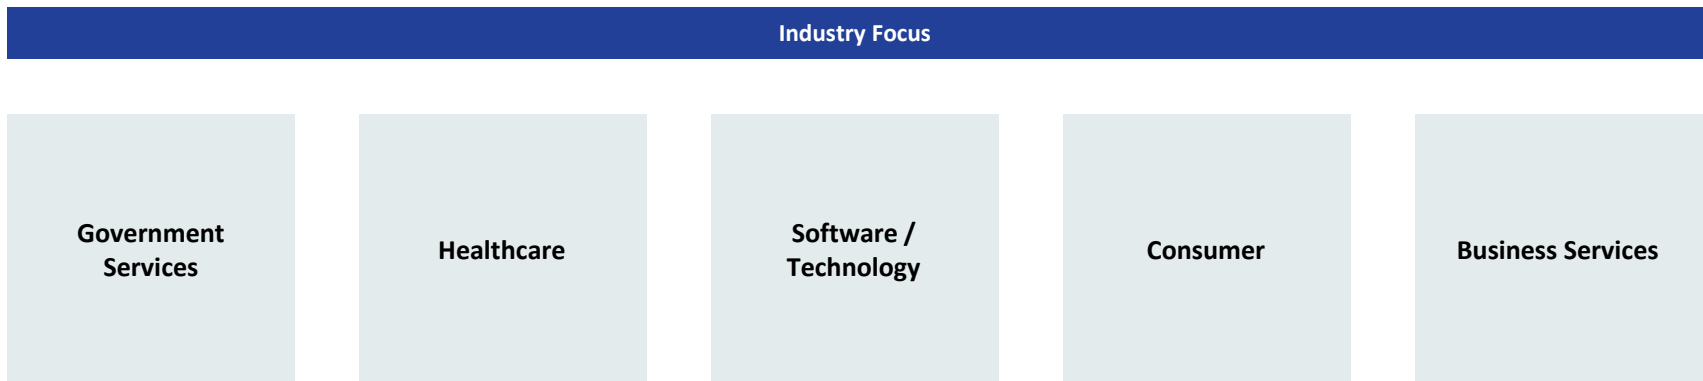 Industry Focus
Government
Services
Healthcare
Software /
Technology
Consumer
Business Services